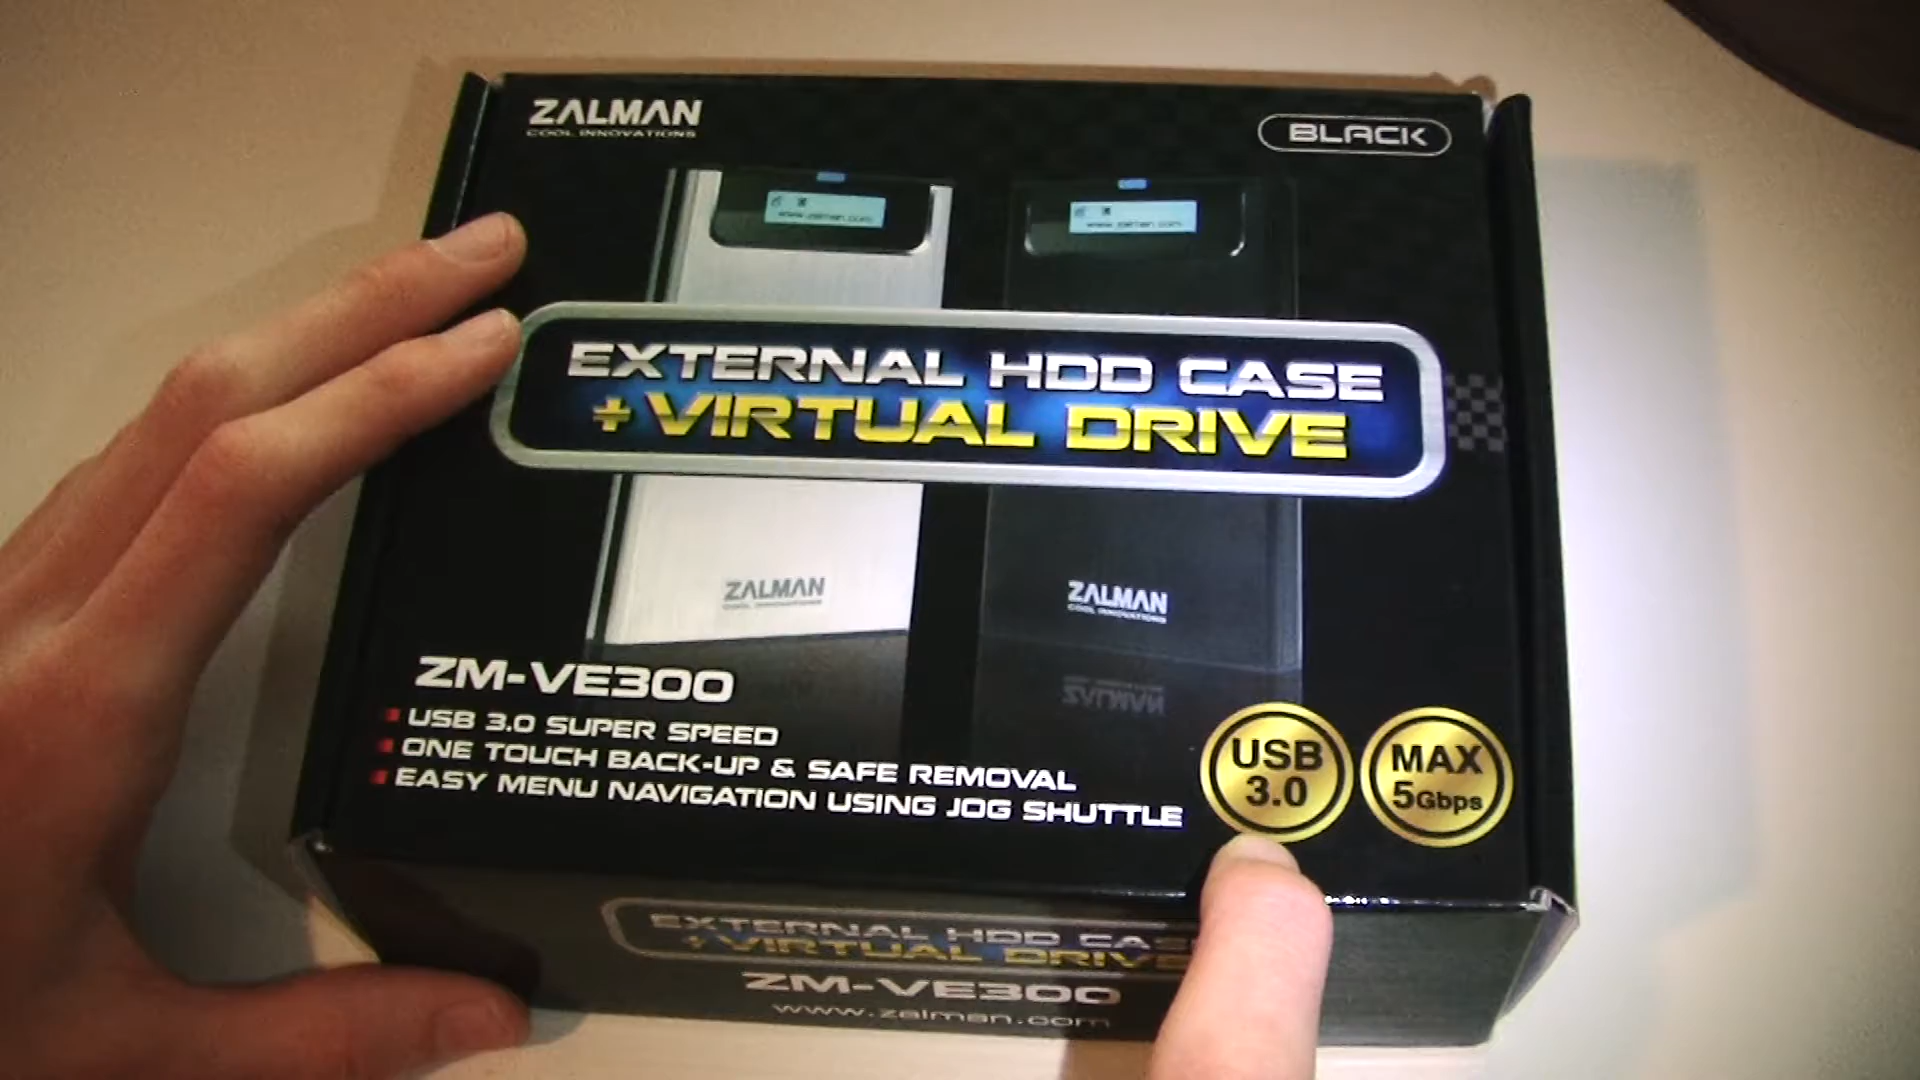 ZALMAN
COOL INNOVATIONS
BLACK
www.zalman.com
www.zalman.com
EXTERNAL HDD CASE
+ VIRTUAL DRIVE
ZALMAN
COOL INNOVATIONS
ZALMAN
COOL INNOVATIONS
ZM-VE300
USB 3.0 SUPER SPEED
ONE TOUCH BACK-UP & SAFE REMOVAL
EASY MENU NAVIGATION USING JOG SHUTTLE
USB
3.0
MAX
5Gbps
EXTERNAL HDD CAS
+ VIRTUAL DRIVE
ZM-VE300
www.zalman.com